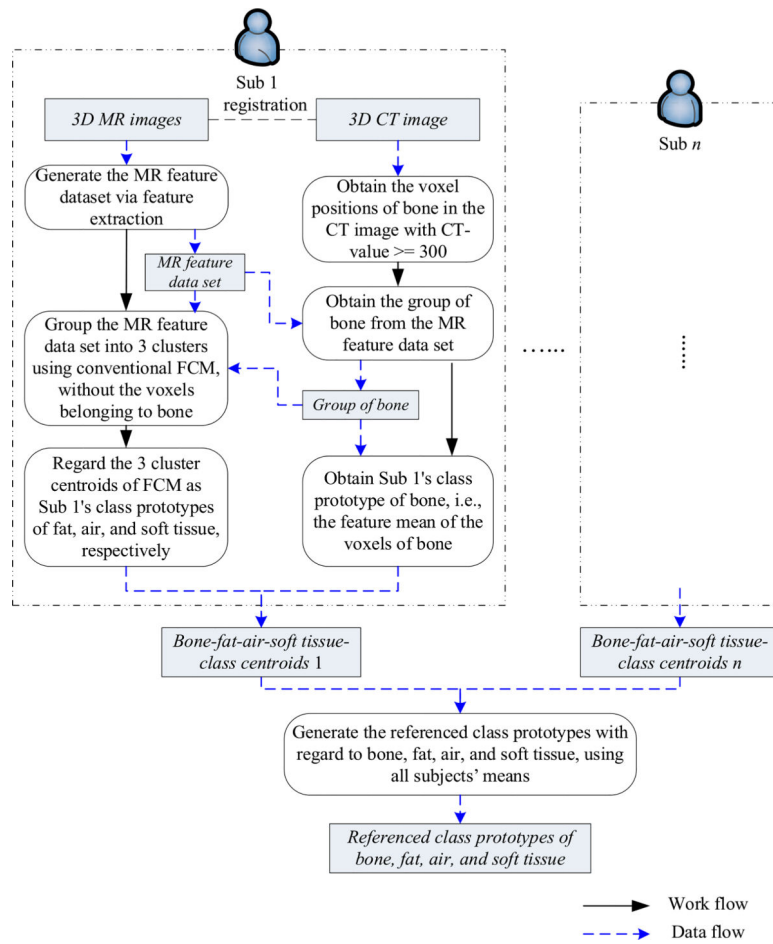 Sub 1
registration
3D MR images
3D CT image
Sub n
Generate the MR feature
dataset via feature
extraction
Obtain the voxel
positions of bone in the
CT image with CT-
value >= 300
MR feature
data set
Group the MR feature
data set into 3 clusters
using conventional FCM,
without the voxels
belonging to bone
Obtain the group of
bone from the MR
feature data set
......
......
Group of bone
Regard the 3 cluster
centroids of FCM as
Sub 1's class prototypes
of fat, air, and soft tissue,
respectively
Obtain Sub 1's class
prototype of bone, i.e.,
the feature mean of the
voxels of bone
Bone-fat-air-soft tissue-
class centroids 1
Bone-fat-air-soft tissue-
class centroids n
Generate the referenced class prototypes with
regard to bone, fat, air, and soft tissue, using
all subjects' means
Referenced class prototypes of
bone, fat, air, and soft tissue
Work flow
Data flow